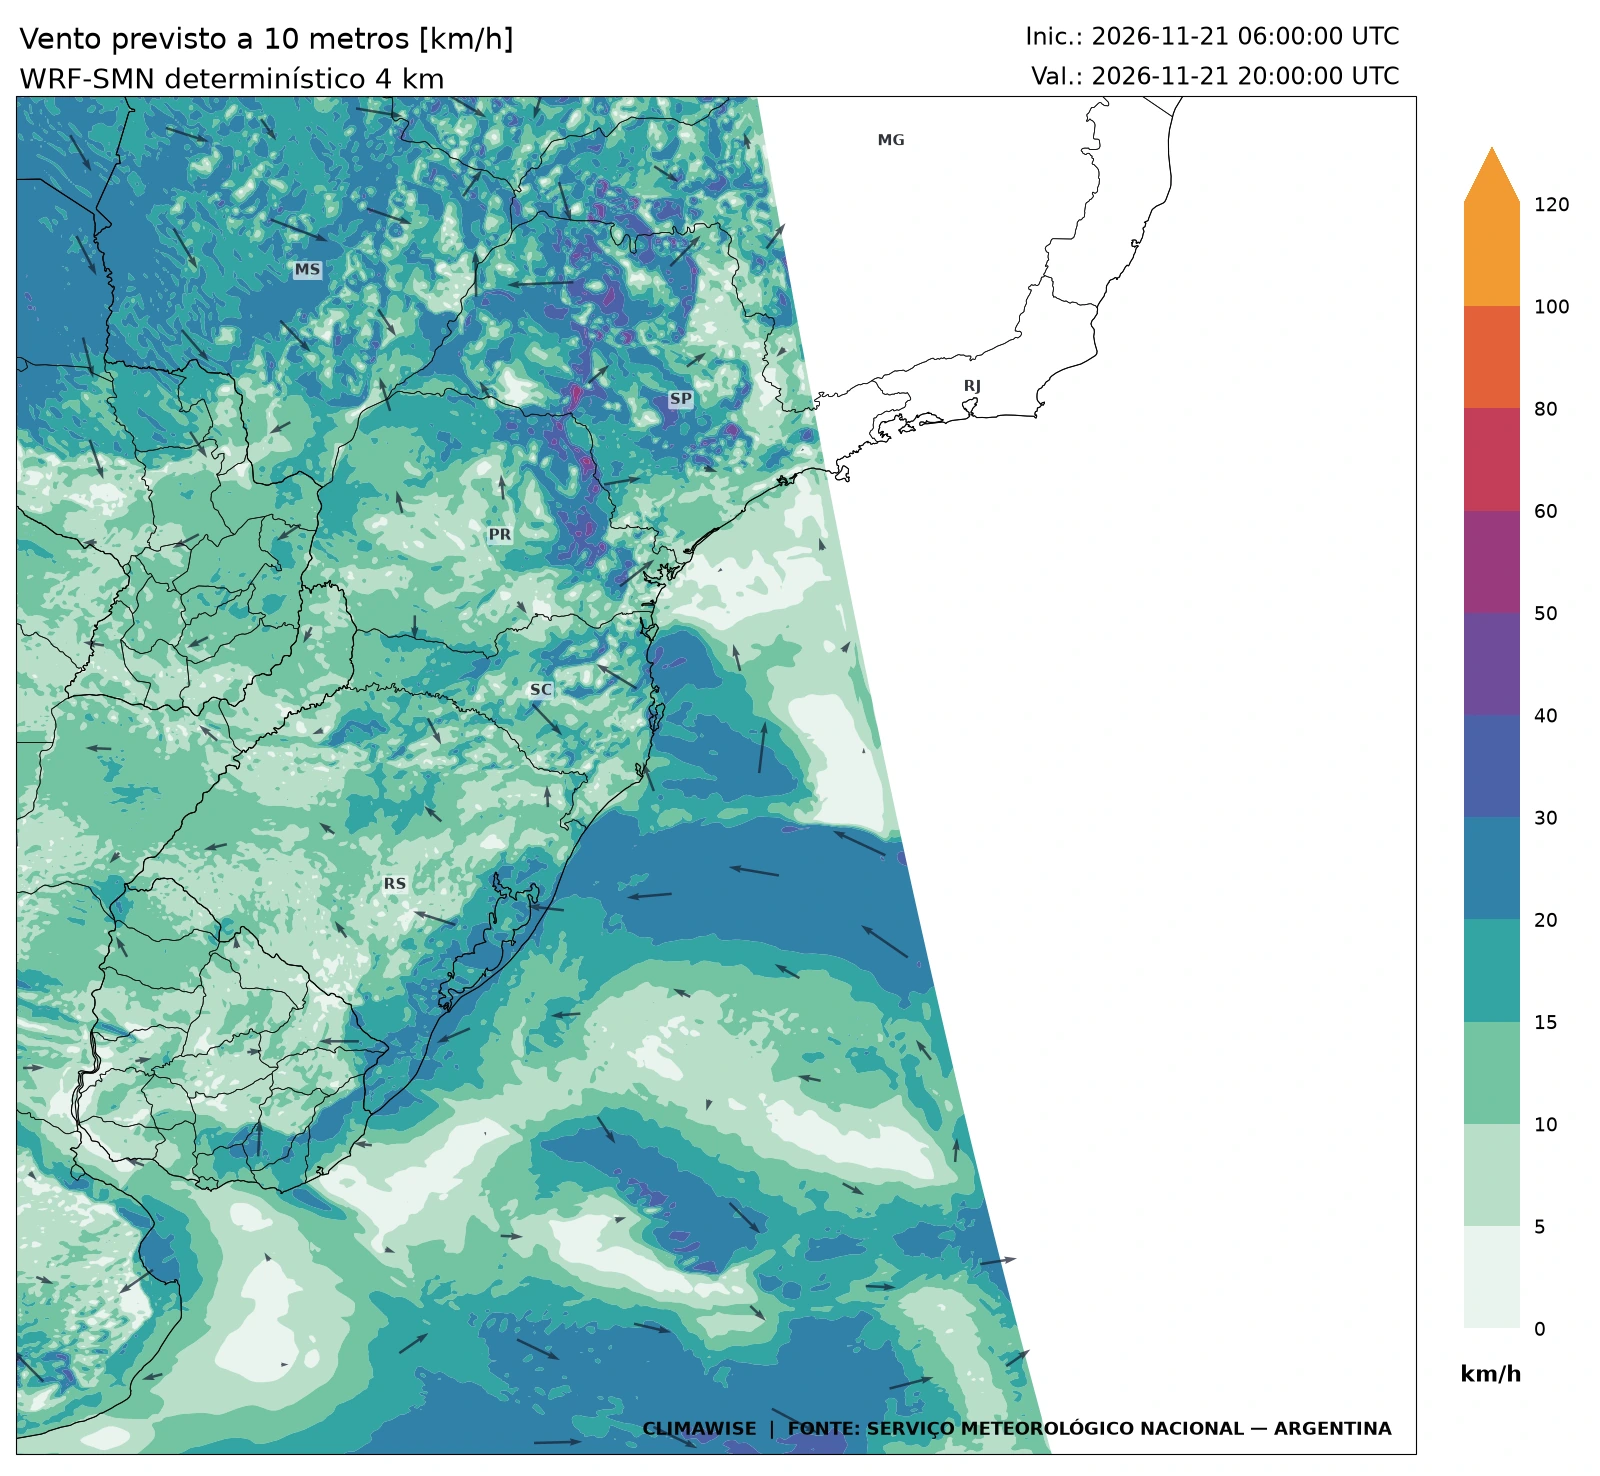 Vento previsto a 10 metros [km/h]
WRF-SMN determinístico 4 km
Inic.: 2026-11-21 06:00:00 UTC
Val.: 2026-11-21 20:00:00 UTC
MG
MS
RJ
SP
PR
SC
RS
120
100
80
60
50
40
30
20
15
10
5
0
km/h
CLIMAWISE | FONTE: SERVIÇO METEOROLÓGICO NACIONAL — ARGENTINA